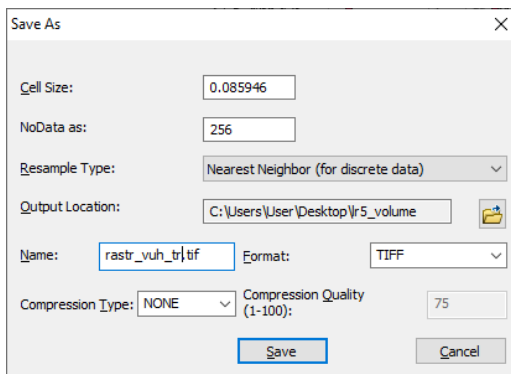 Save As
Cell Size: 0.085946
NoData as: 256
Resample Type: Nearest Neighbor (for discrete data)
Output Location: C:\Users\User\Desktop\lr5_volume
Name: rastr_vuh_tr.tif Format: TIFF
Compression Type: NONE Compression Quality
(1-100): 75
Save Cancel